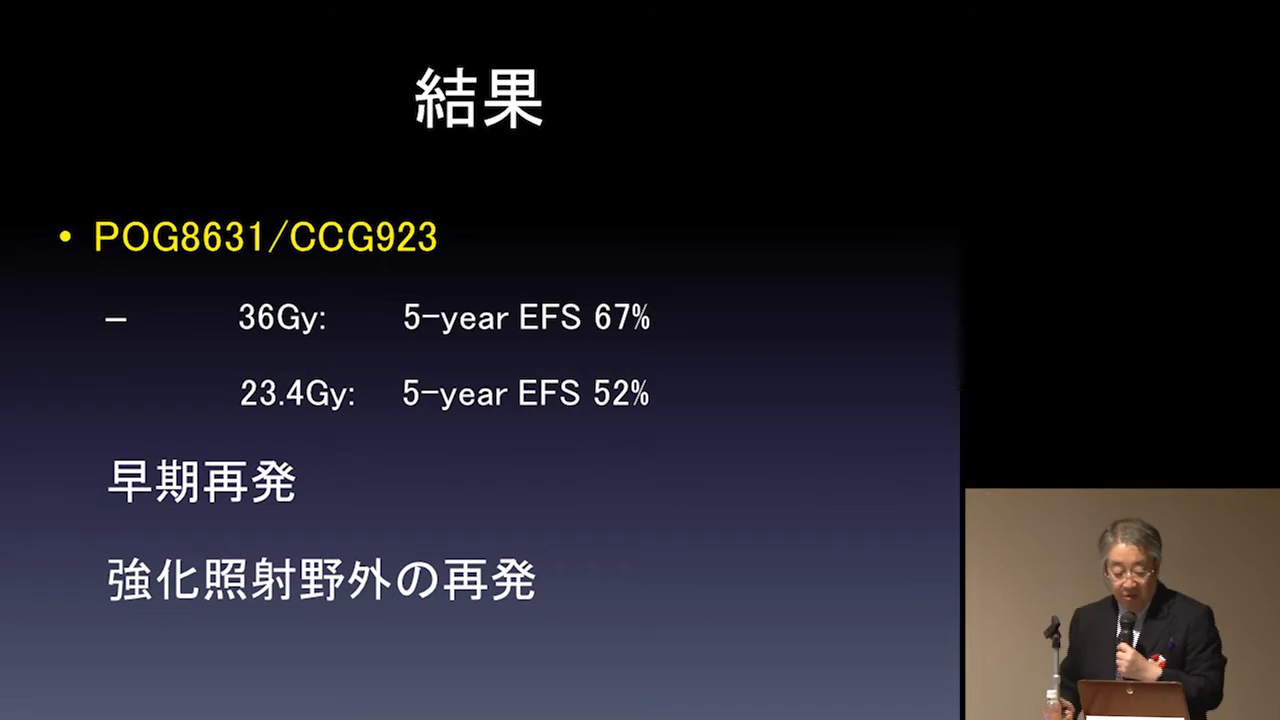 結果
• POG8631/CCG923
– 36Gy: 5-year EFS 67%
23.4Gy: 5-year EFS 52%
早期再発
強化照射野外の再発